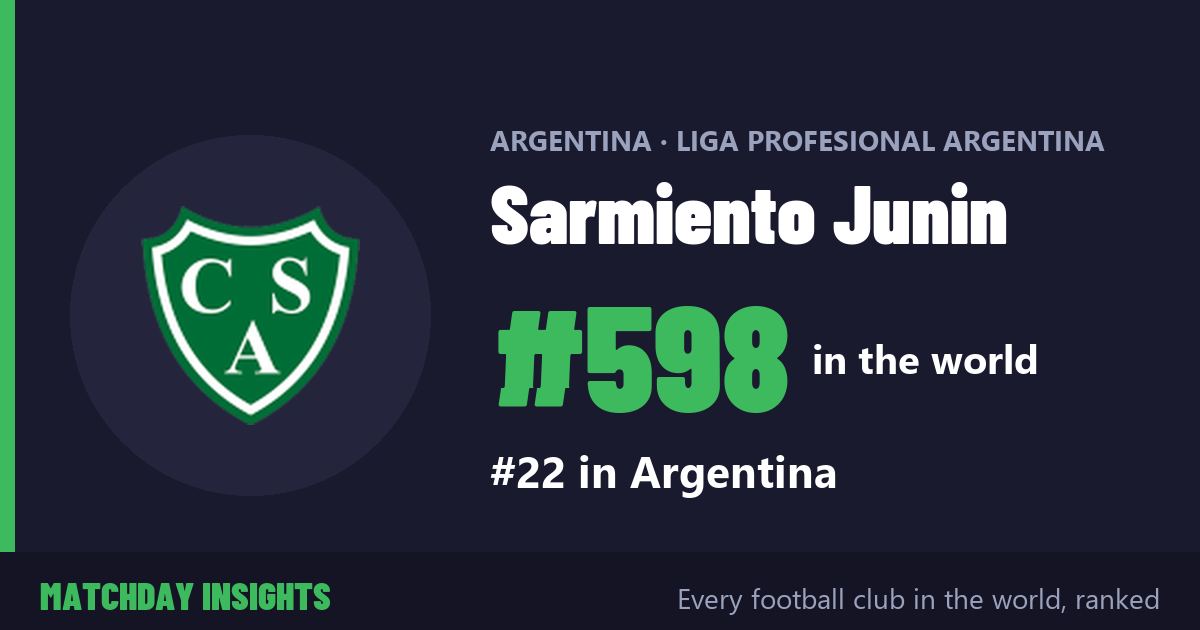 ARGENTINA · LIGA PROFESIONAL ARGENTINA
Sarmiento Junin
C S
A
#598 in the world
#22 in Argentina
MATCHDAY INSIGHTS
Every football club in the world, ranked